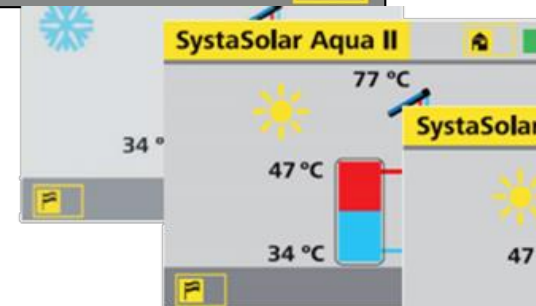 34 °
SystaSolar Aqua II
77 °C
47 °C
34 °C
SystaSolar
47